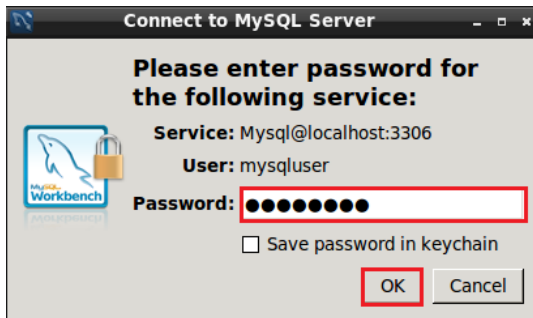 Connect to MySQL Server
Please enter password for
the following service:
Service: Mysql@localhost:3306
User: mysqluser
MySQL
Workbench
Password: ●●●●●●●●
Save password in keychain
OK Cancel